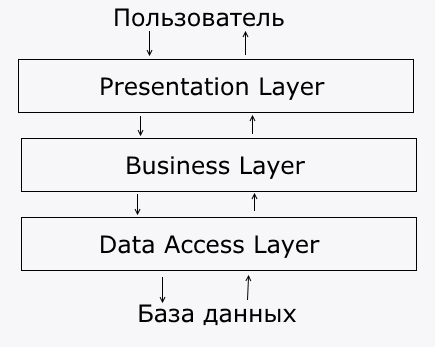 Пользователь
Presentation Layer
Business Layer
Data Access Layer
База данных